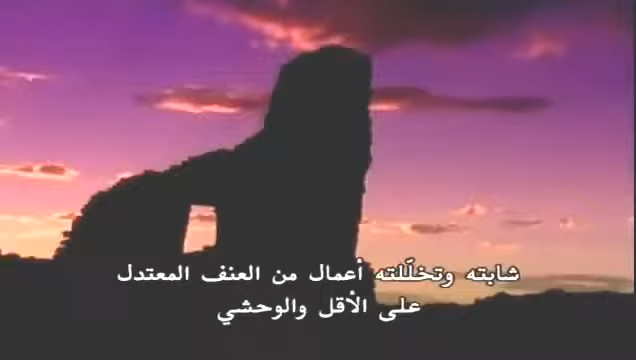 شابته وتخلّلته أعمال من العنف المعتدل
على الأقل والوحشي